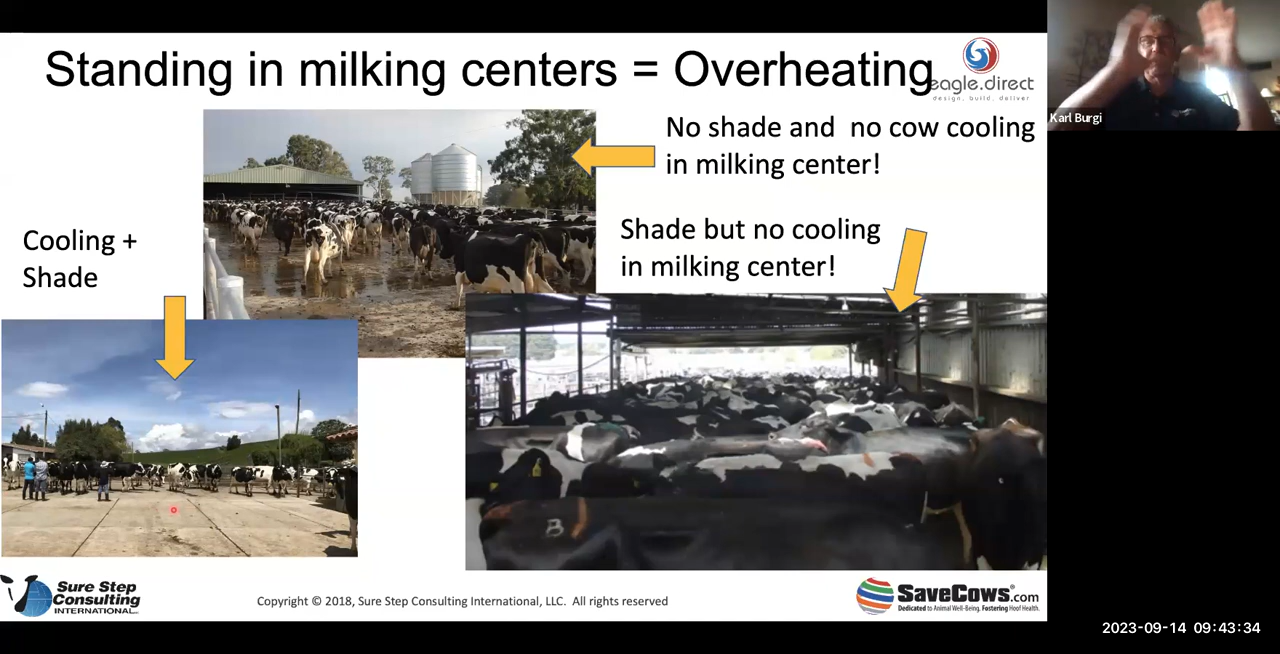 Standing in milking centers = Overheating
eagle.direct
design. build. deliver
Karl Burgi
No shade and no cow cooling
in milking center!
Shade but no cooling
in milking center!
Cooling +
Shade
B
Sure Step
Consulting
INTERNATIONAL.
Copyright © 2018, Sure Step Consulting International, LLC. All rights reserved
SaveCows®.com
Dedicated to Animal Well-Being. Fostering Hoof Health.
2023-09-14 09:43:34